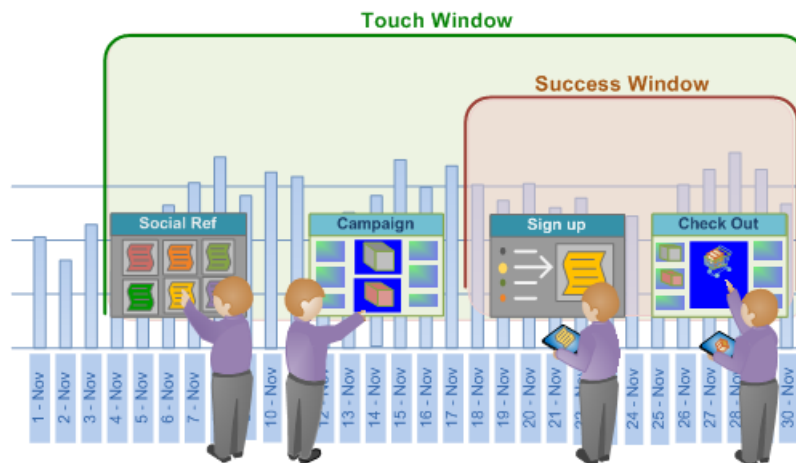 Touch Window
Success Window
Social Ref
Campaign
Sign up
Check Out
1 - Nov
2 - Nov
3 - Nov
4 - Nov
5 - Nov
6 - Nov
7 - Nov
10 - Nov
12 - Nov
13 - Nov
14 - Nov
15 - Nov
16 - Nov
17 - Nov
18 - Nov
19 - Nov
20 - Nov
21 - Nov
24 - Nov
25 - Nov
26 - Nov
27 - Nov
28 - Nov
30 - Nov